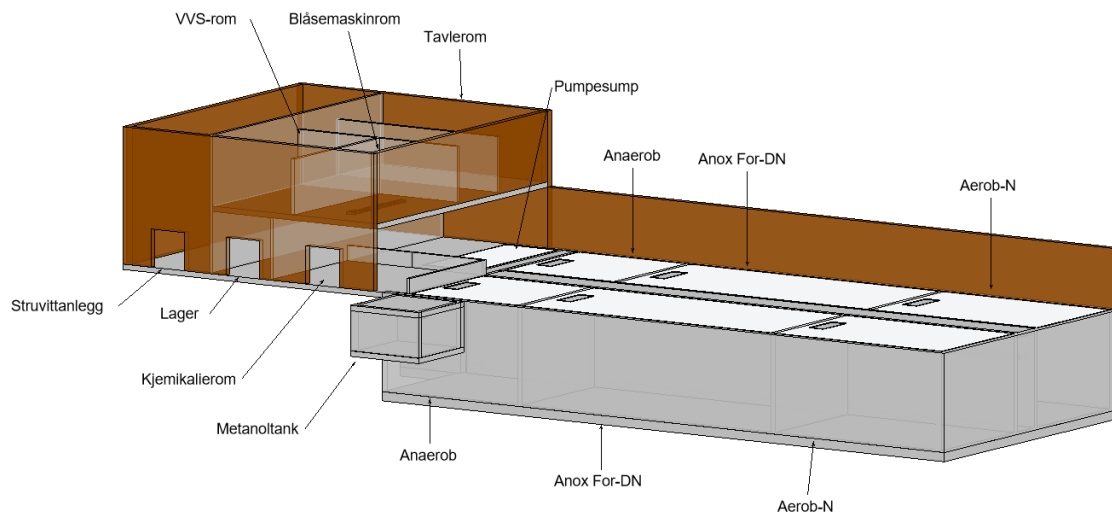 VVS-rom
Blåsemaskinrom
Tavlerom
Pumpesump
Anaerob
Anox For-DN
Aerob-N
Struvittanlegg
Lager
Kjemikalierom
Metanoltank
Anaerob
Anox For-DN
Aerob-N